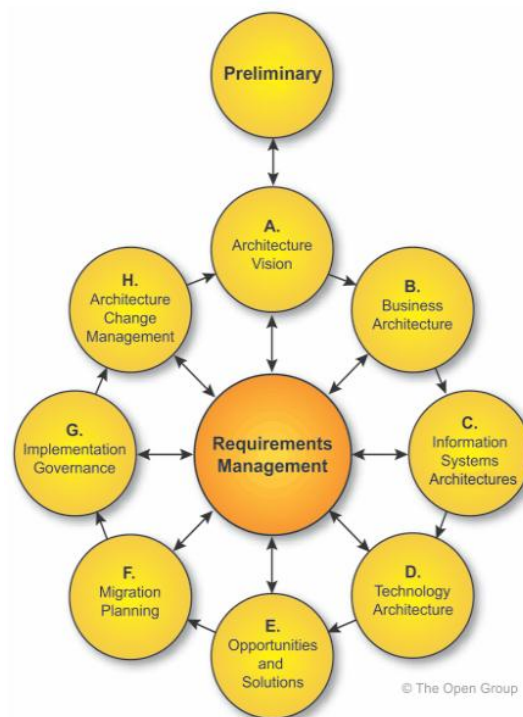 Preliminary
A.
Architecture
Vision
B.
Business
Architecture
C.
Information
Systems
Architectures
D.
Technology
Architecture
E.
Opportunities
and
Solutions
F.
Migration
Planning
G.
Implementation
Governance
H.
Architecture
Change
Management
Requirements
Management
© The Open Group